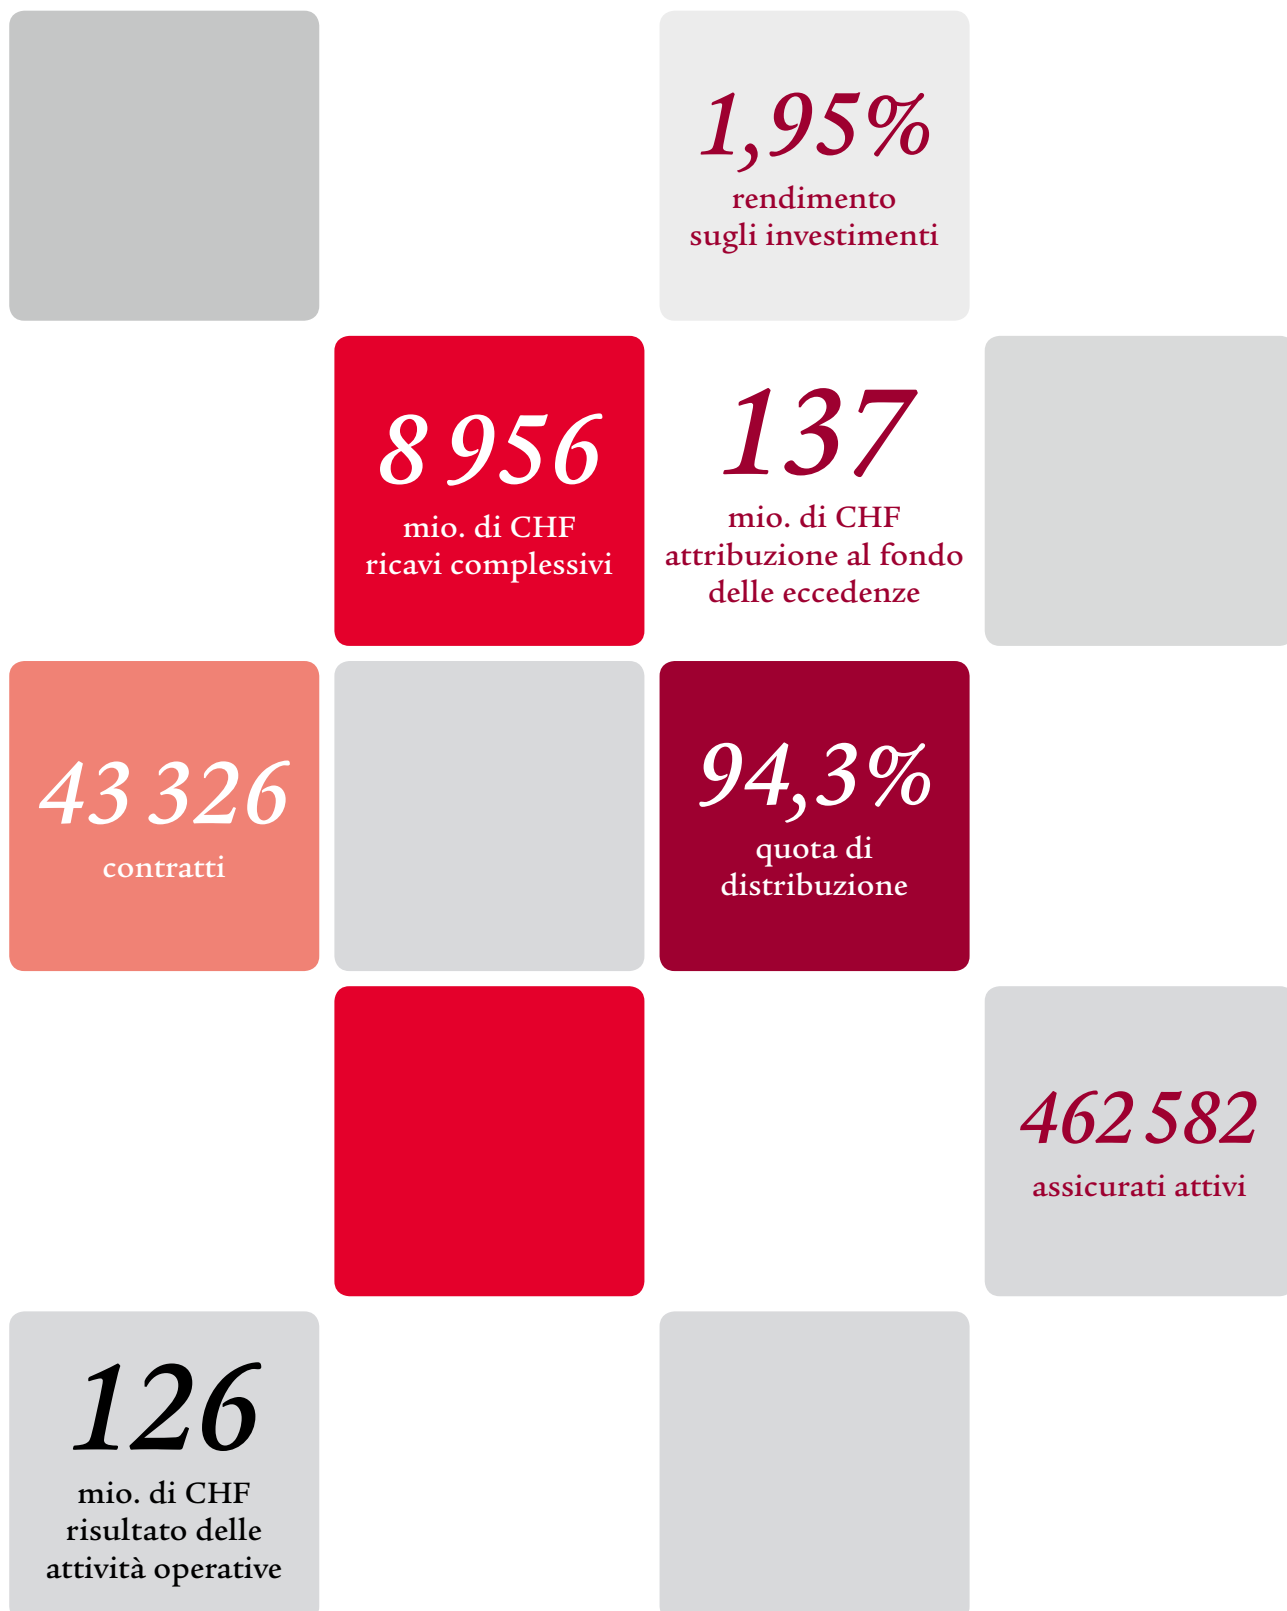 1,95%
rendimento
sugli investimenti
8 956
mio. di CHF
ricavi complessivi
137
mio. di CHF
attribuzione al fondo
delle eccedenze
43 326
contratti
94,3%
quota di
distribuzione
462 582
assicurati attivi
126
mio. di CHF
risultato delle
attività operative